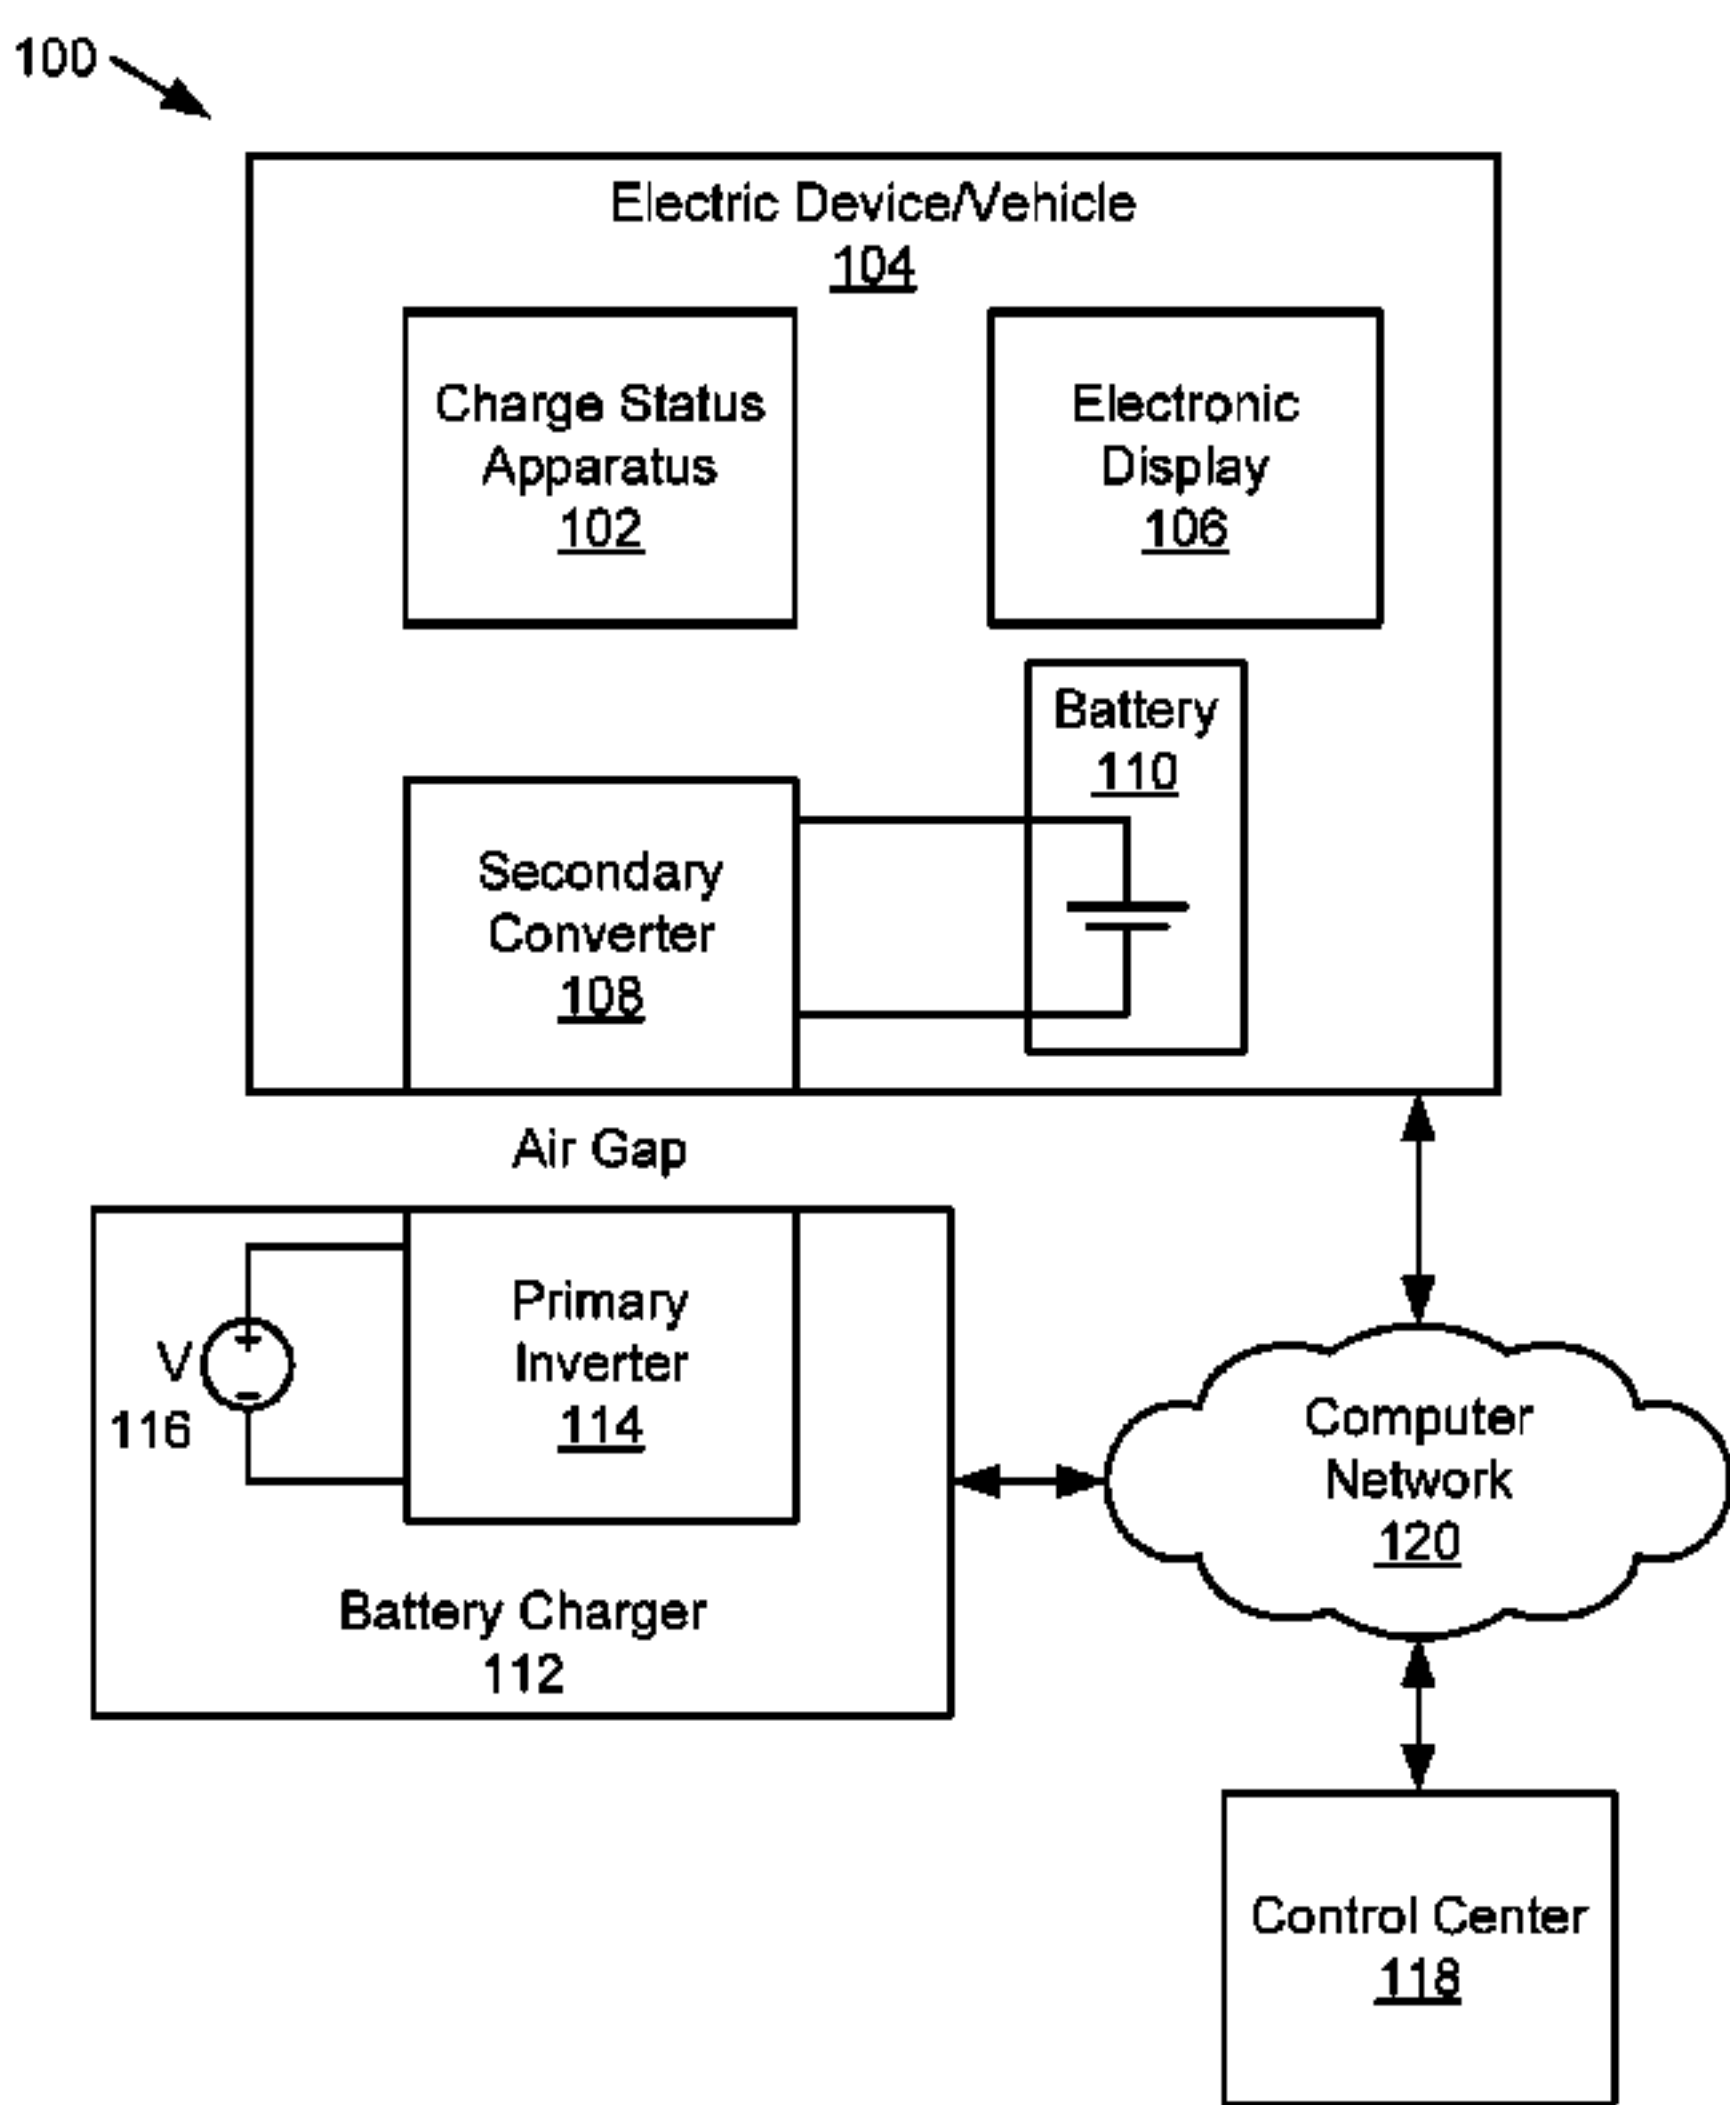 100
Electric Device/Vehicle
104
Charge Status
Apparatus
102
Electronic
Display
106
Battery
110
Secondary
Converter
108
Air Gap
Primary
Inverter
114
V
116
Battery Charger
112
Computer
Network
120
Control Center
118